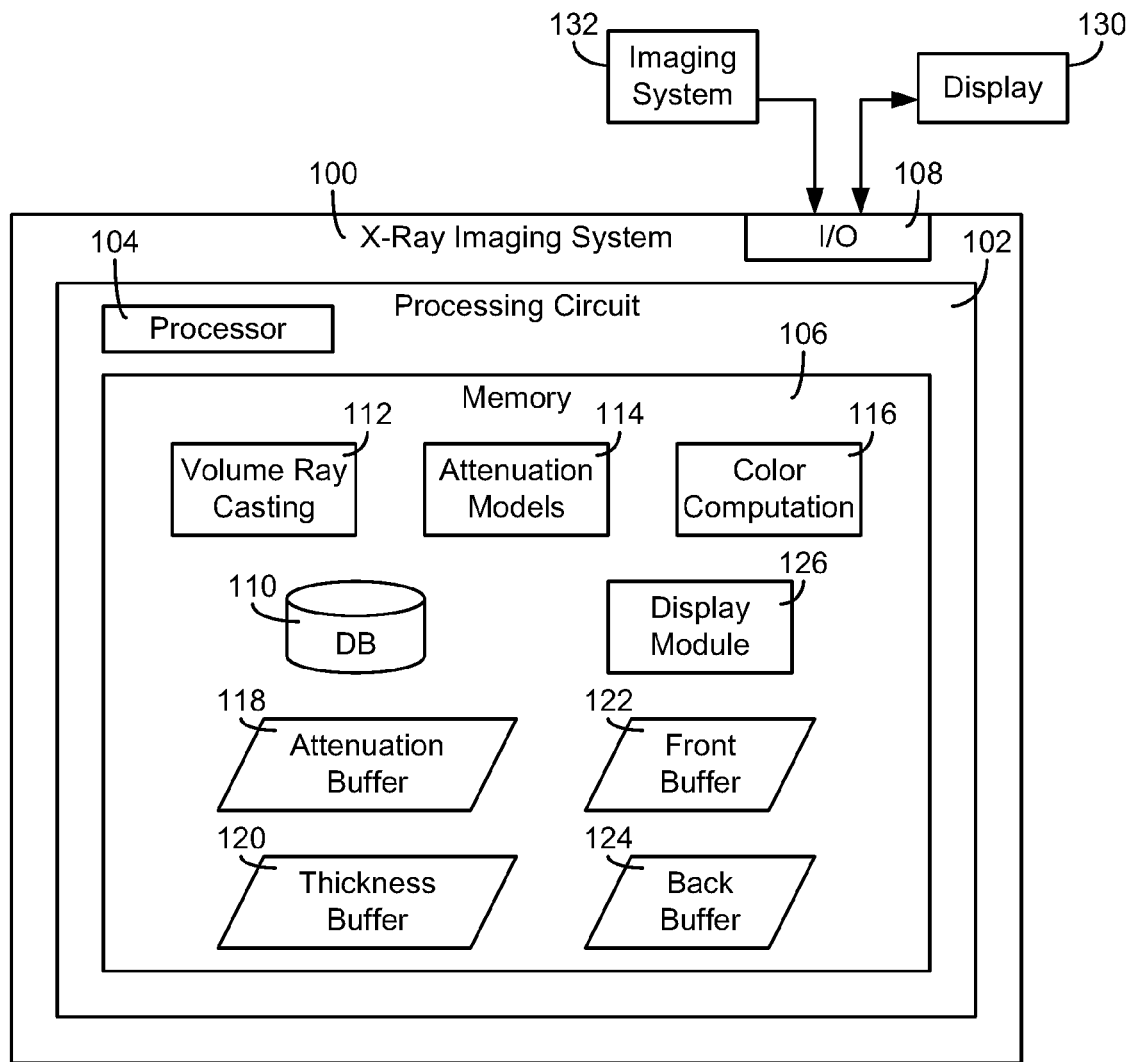 132
Imaging
System
130
Display
100
X-Ray Imaging System
108
I/O
104
102
Processing Circuit
Processor
106
Memory
112
Volume Ray
Casting
114
Attenuation
Models
116
Color
Computation
110
DB
126
Display
Module
118
Attenuation
Buffer
122
Front
Buffer
120
Thickness
Buffer
124
Back
Buffer